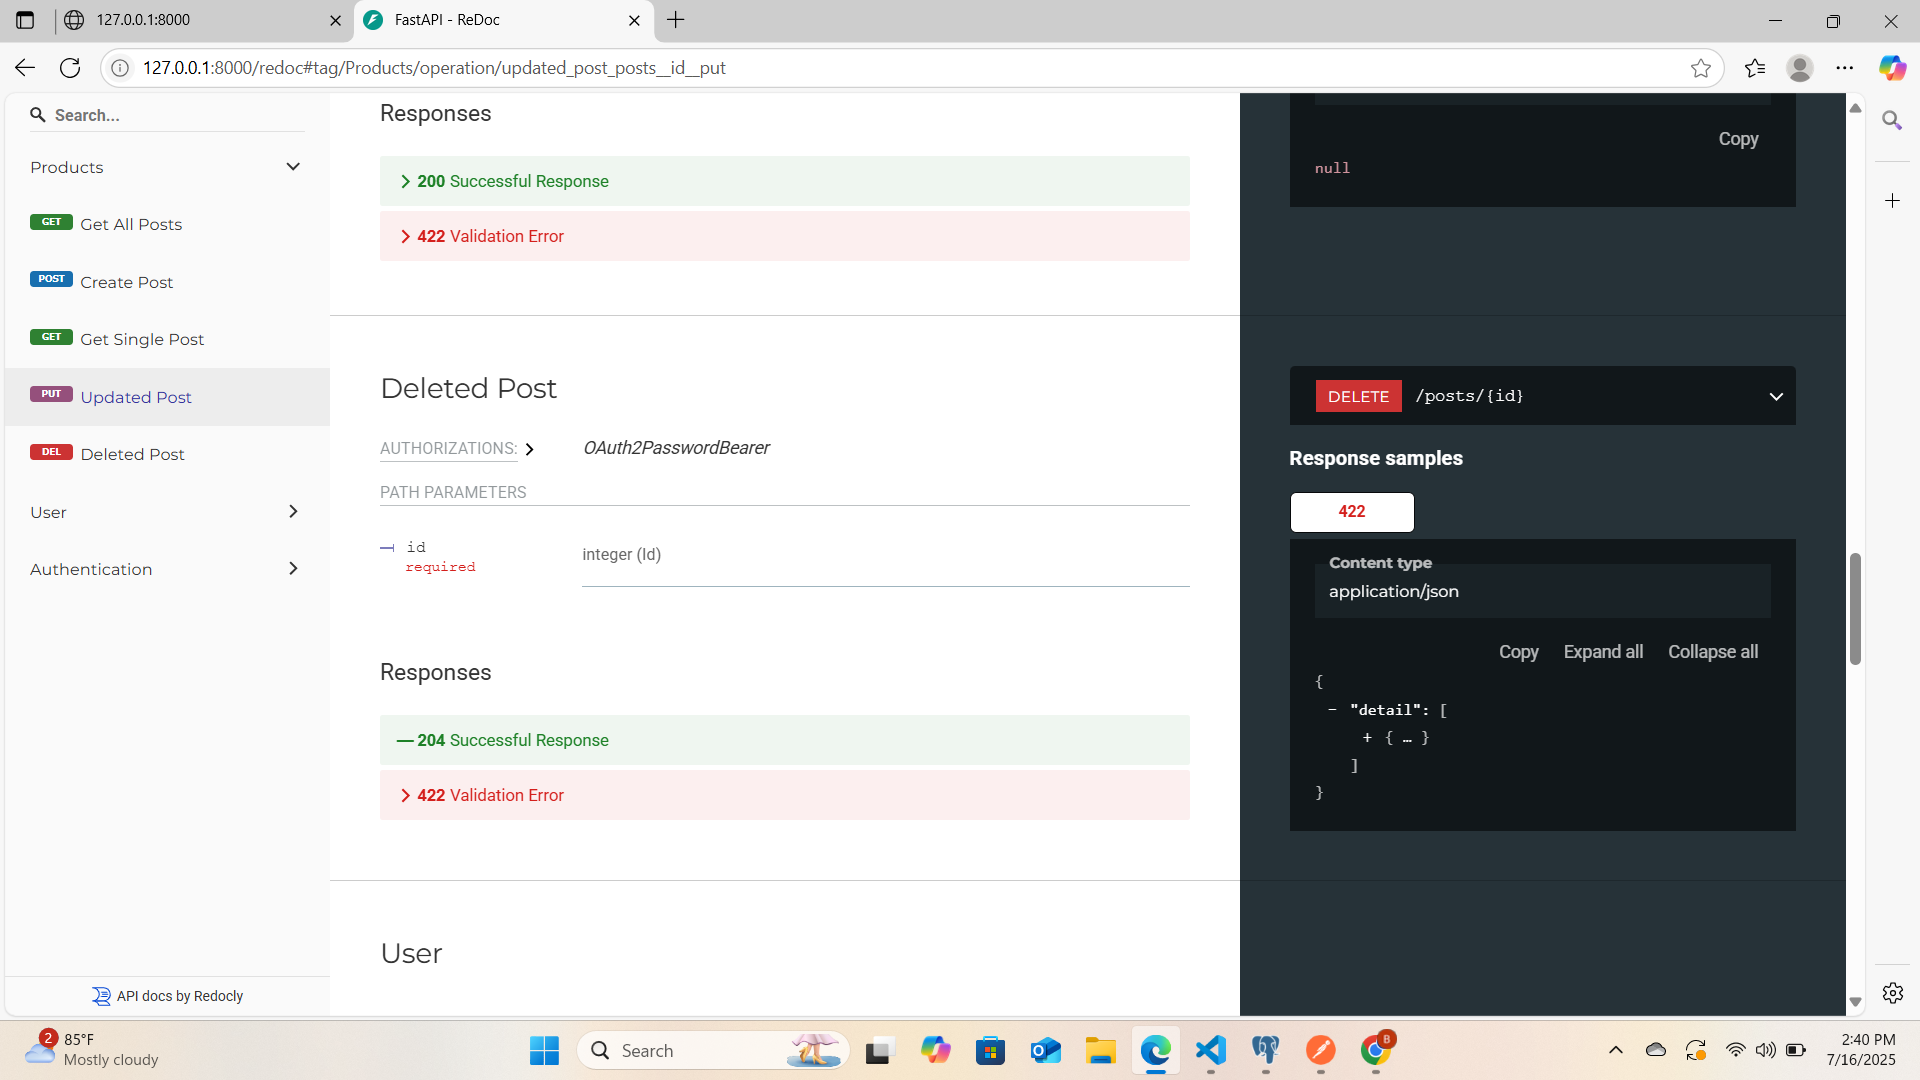 127.0.0.1:8000
FastAPI - ReDoc
127.0.0.1:8000/redoc#tag/Products/operation/updated_post_posts__id__put
Search...
Products
GET Get All Posts
POST Create Post
GET Get Single Post
PUT Updated Post
DEL Deleted Post
User
Authentication
API docs by Redocly
Responses
200 Successful Response
422 Validation Error
Deleted Post
AUTHORIZATIONS: OAuth2PasswordBearer
PATH PARAMETERS
id
required
integer (Id)
Responses
204 Successful Response
422 Validation Error
User
Copy
null
DELETE /posts/{id}
Response samples
422
Content type
application/json
Copy Expand all Collapse all
{
- "detail": [
+ { … }
]
}
2
85°F
Mostly cloudy
Search
B
2:40 PM
7/16/2025